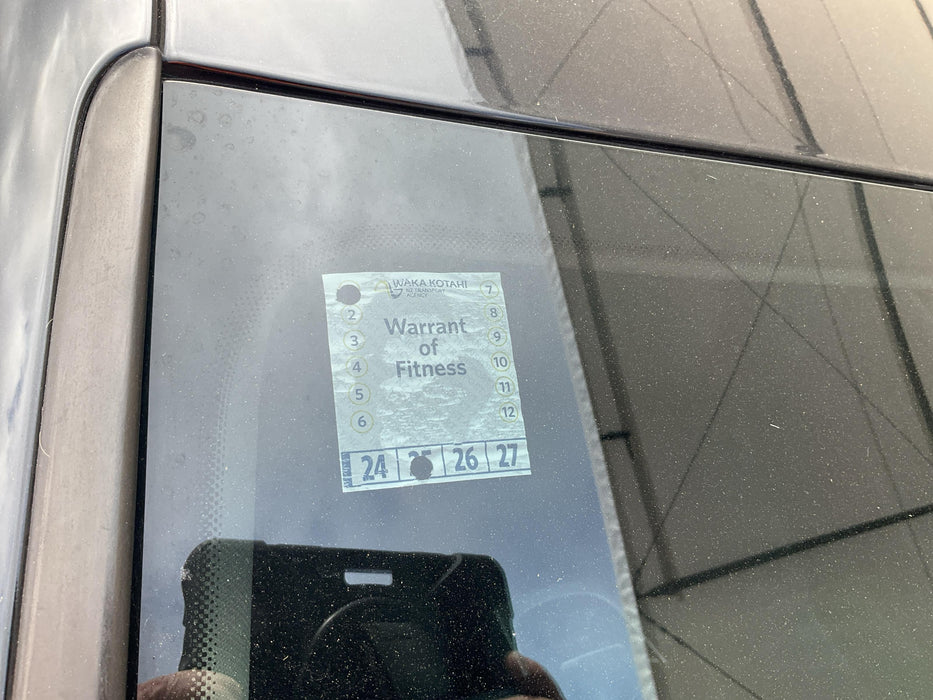 WAKA KOTAHI
NZ TRANSPORT
AGENCY
Warrant
of
Fitness
2
3
4
5
6
7
8
9
10
11
12
24 25 26 27